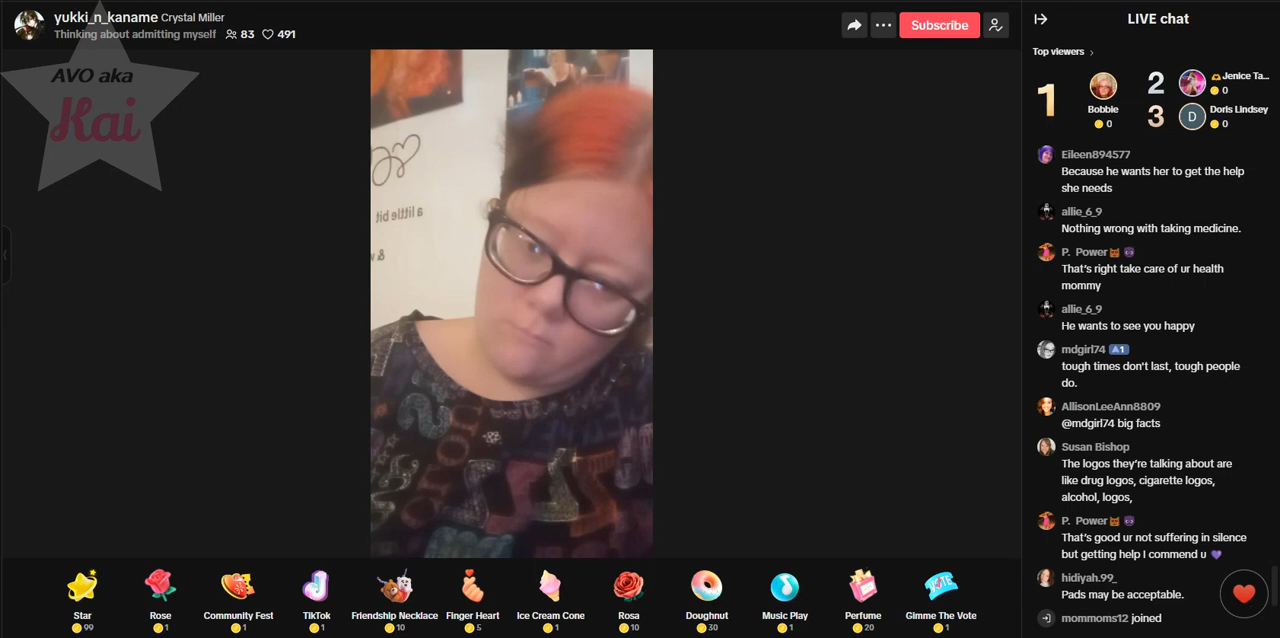 yukki_n_kaname Crystal Miller
Thinking about admitting myself 83 491
Subscribe
AVO aka
Kai
a little bit
&
LIVE chat
Top viewers
1
Bobbie
0
2
Jenice Ta...
0
3
D
Doris Lindsey
0
Eileen894577
Because he wants her to get the help
she needs
allie_6_9
Nothing wrong with taking medicine.
P. Power
That's right take care of ur health
mommy
allie_6_9
He wants to see you happy
mdgirl74 1
tough times don't last, tough people
do.
AllisonLeeAnn8809
@mdgirl74 big facts
Susan Bishop
The logos they're talking about are
like drug logos, cigarette logos,
alcohol, logos,
P. Power
That's good ur not suffering in silence
but getting help I commend u 💜
hidiyah.99_
Pads may be acceptable.
mommoms12 joined
Star
99
Rose
1
Community Fest
1
TikTok
1
Friendship Necklace
10
Finger Heart
5
Ice Cream Cone
1
Rosa
10
Doughnut
30
Music Play
1
Perfume
20
Gimme The Vote
1